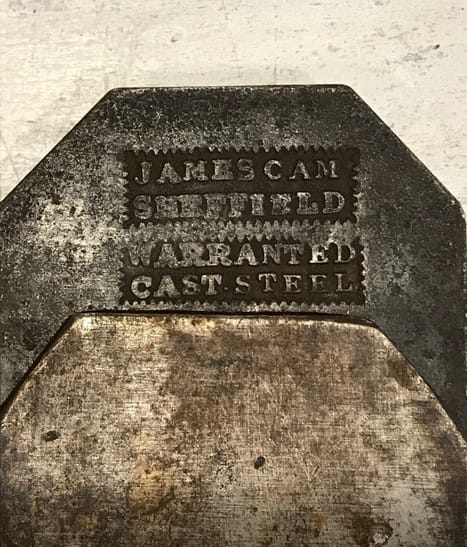 JAMES CAM
SHEFFIELD
WARRANTED
CAST·STEEL